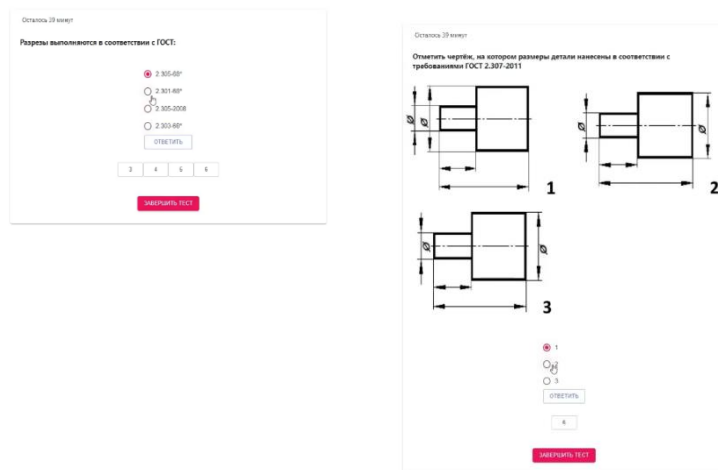 Осталось 39 минут
Разрезы выполняются в соответствии с ГОСТ:
2.305-68*
2.301-68*
2.305-2008
2.303-68*
ОТВЕТИТЬ
3 4 5 6
ЗАВЕРШИТЬ ТЕСТ
Осталось 39 минут
Отметить чертёж, на котором размеры детали нанесены в соответствии с
требованиями ГОСТ 2.307-2011
Ø Ø Ø Ø
1 2
Ø Ø
3
1
2
3
ОТВЕТИТЬ
6
ЗАВЕРШИТЬ ТЕСТ